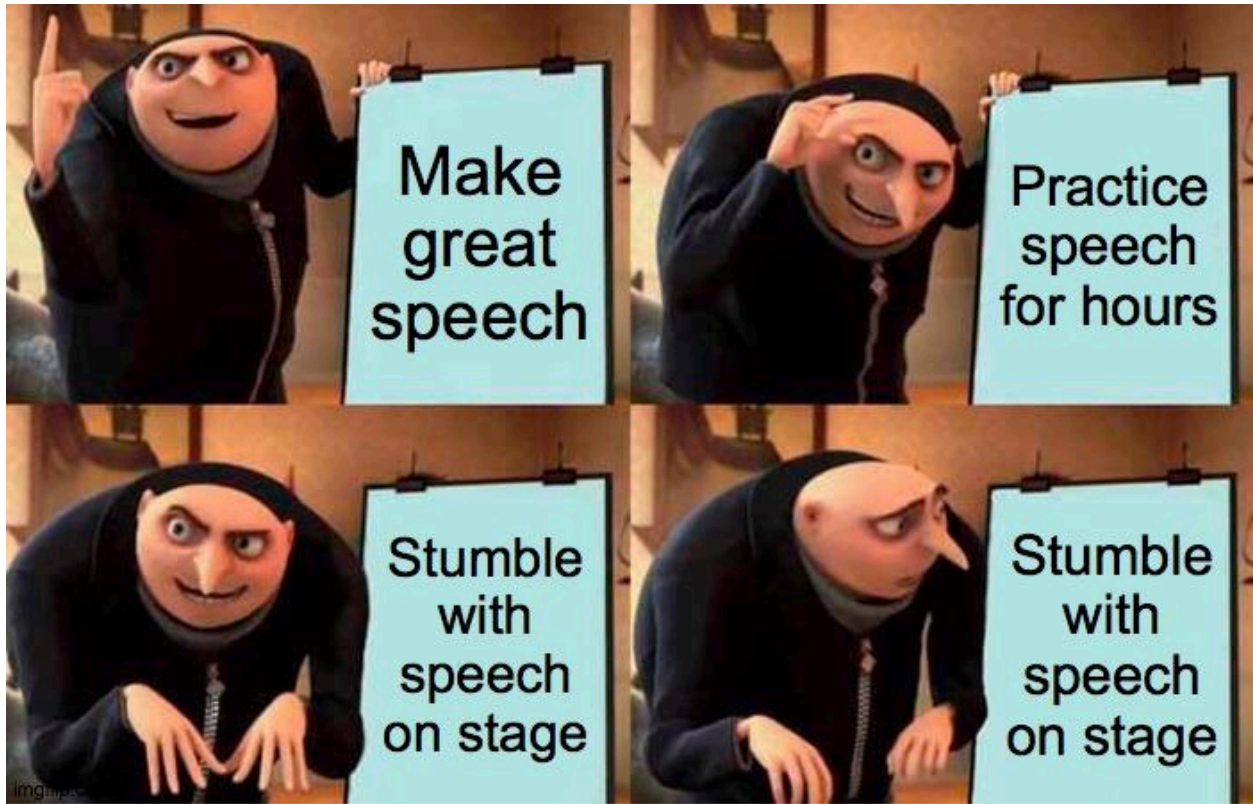 Make
great
speech
Practice
speech
for hours
Stumble
with
speech
on stage
Stumble
with
speech
on stage